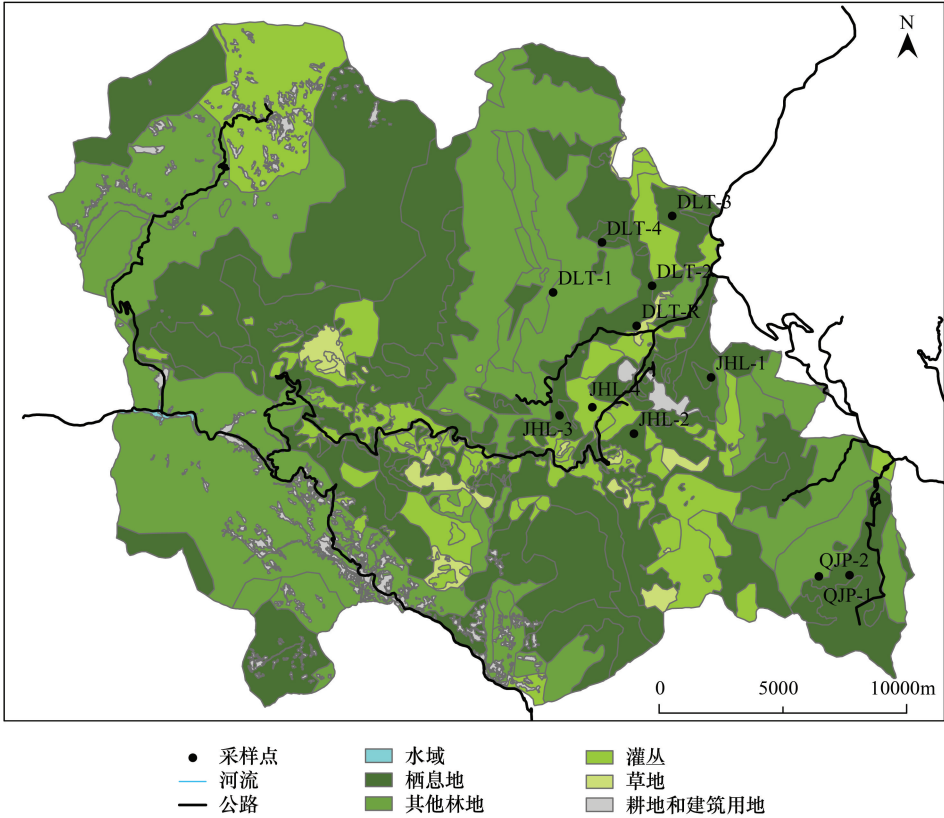 N
DLT-3
DLT-4
DLT-2
DLT-1
DLT-R
JHL-1
JHL-4
JHL-3
JHL-2
QJP-2
QJP-1
0 5000 10000m
采样点 水域 灌丛
河流 栖息地 草地
公路 其他林地 耕地和建筑用地